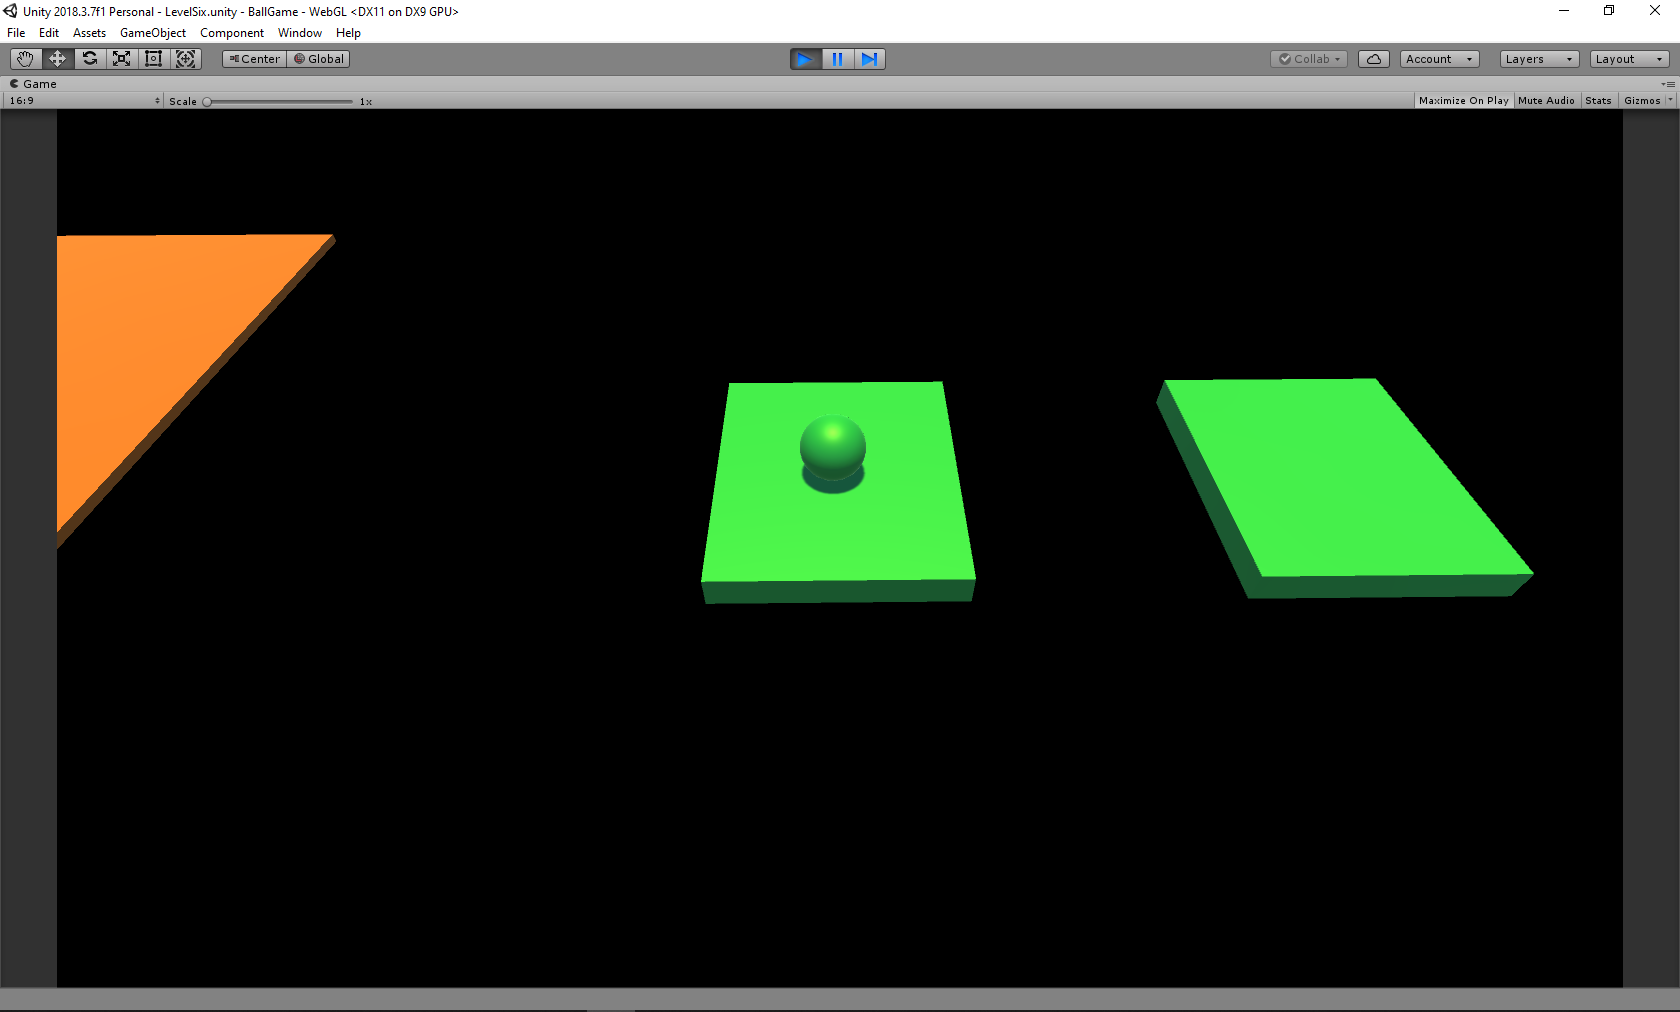 Unity 2018.3.7f1 Personal - LevelSix.unity - BallGame - WebGL <DX11 on DX9 GPU>
File Edit Assets GameObject Component Window Help
Center Global Collab Account Layers Layout
Game
16:9 Scale 1x Maximize On Play Mute Audio Stats Gizmos